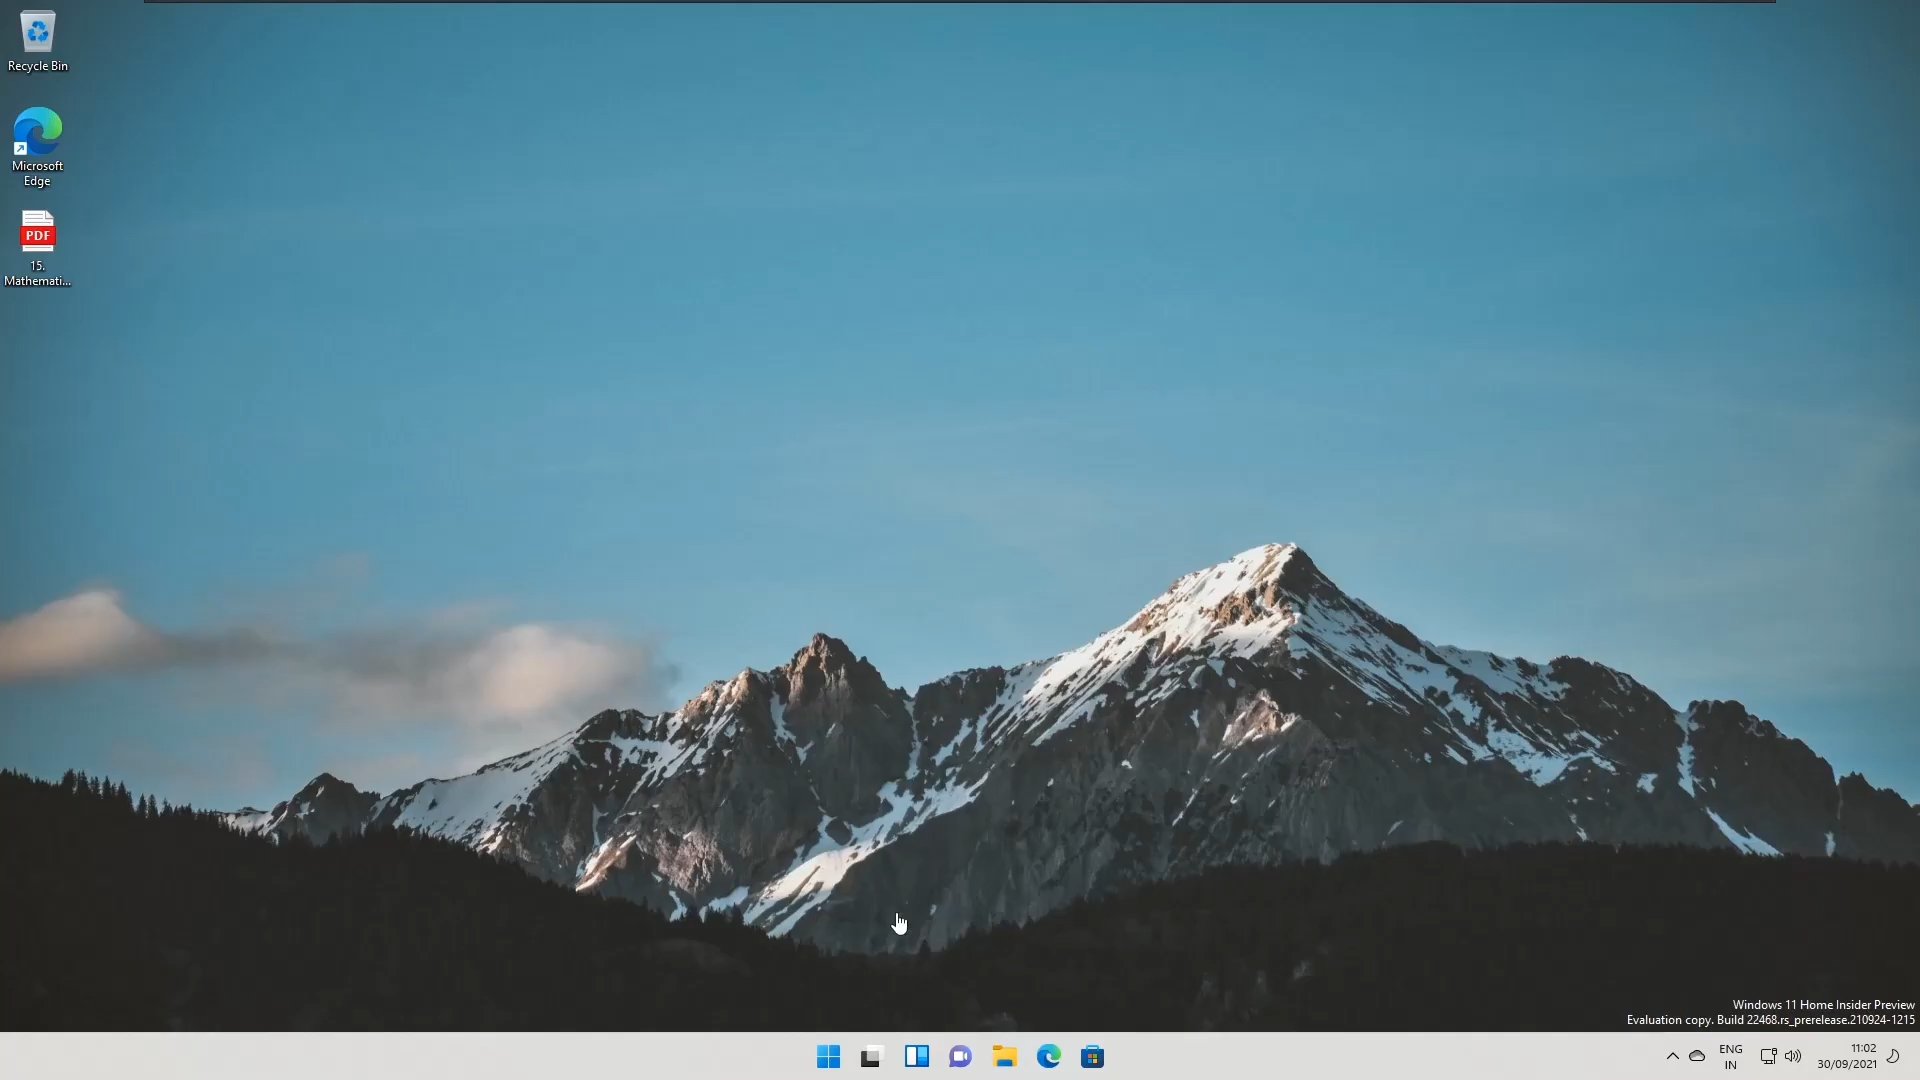 Recycle Bin
Microsoft
Edge
PDF
15.
Mathemati...
Windows 11 Home Insider Preview
Evaluation copy. Build 22468.rs_prerelease.210924-1215
ENG
IN
11:02
30/09/2021